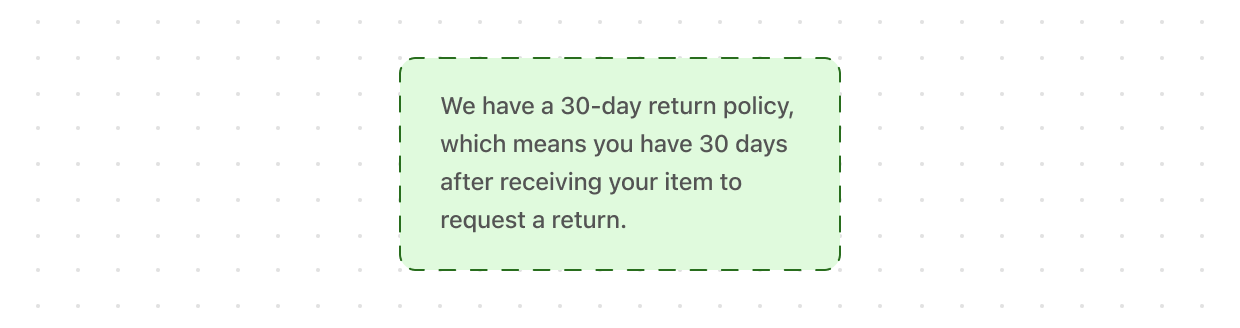 We have a 30-day return policy,
which means you have 30 days
after receiving your item to
request a return.